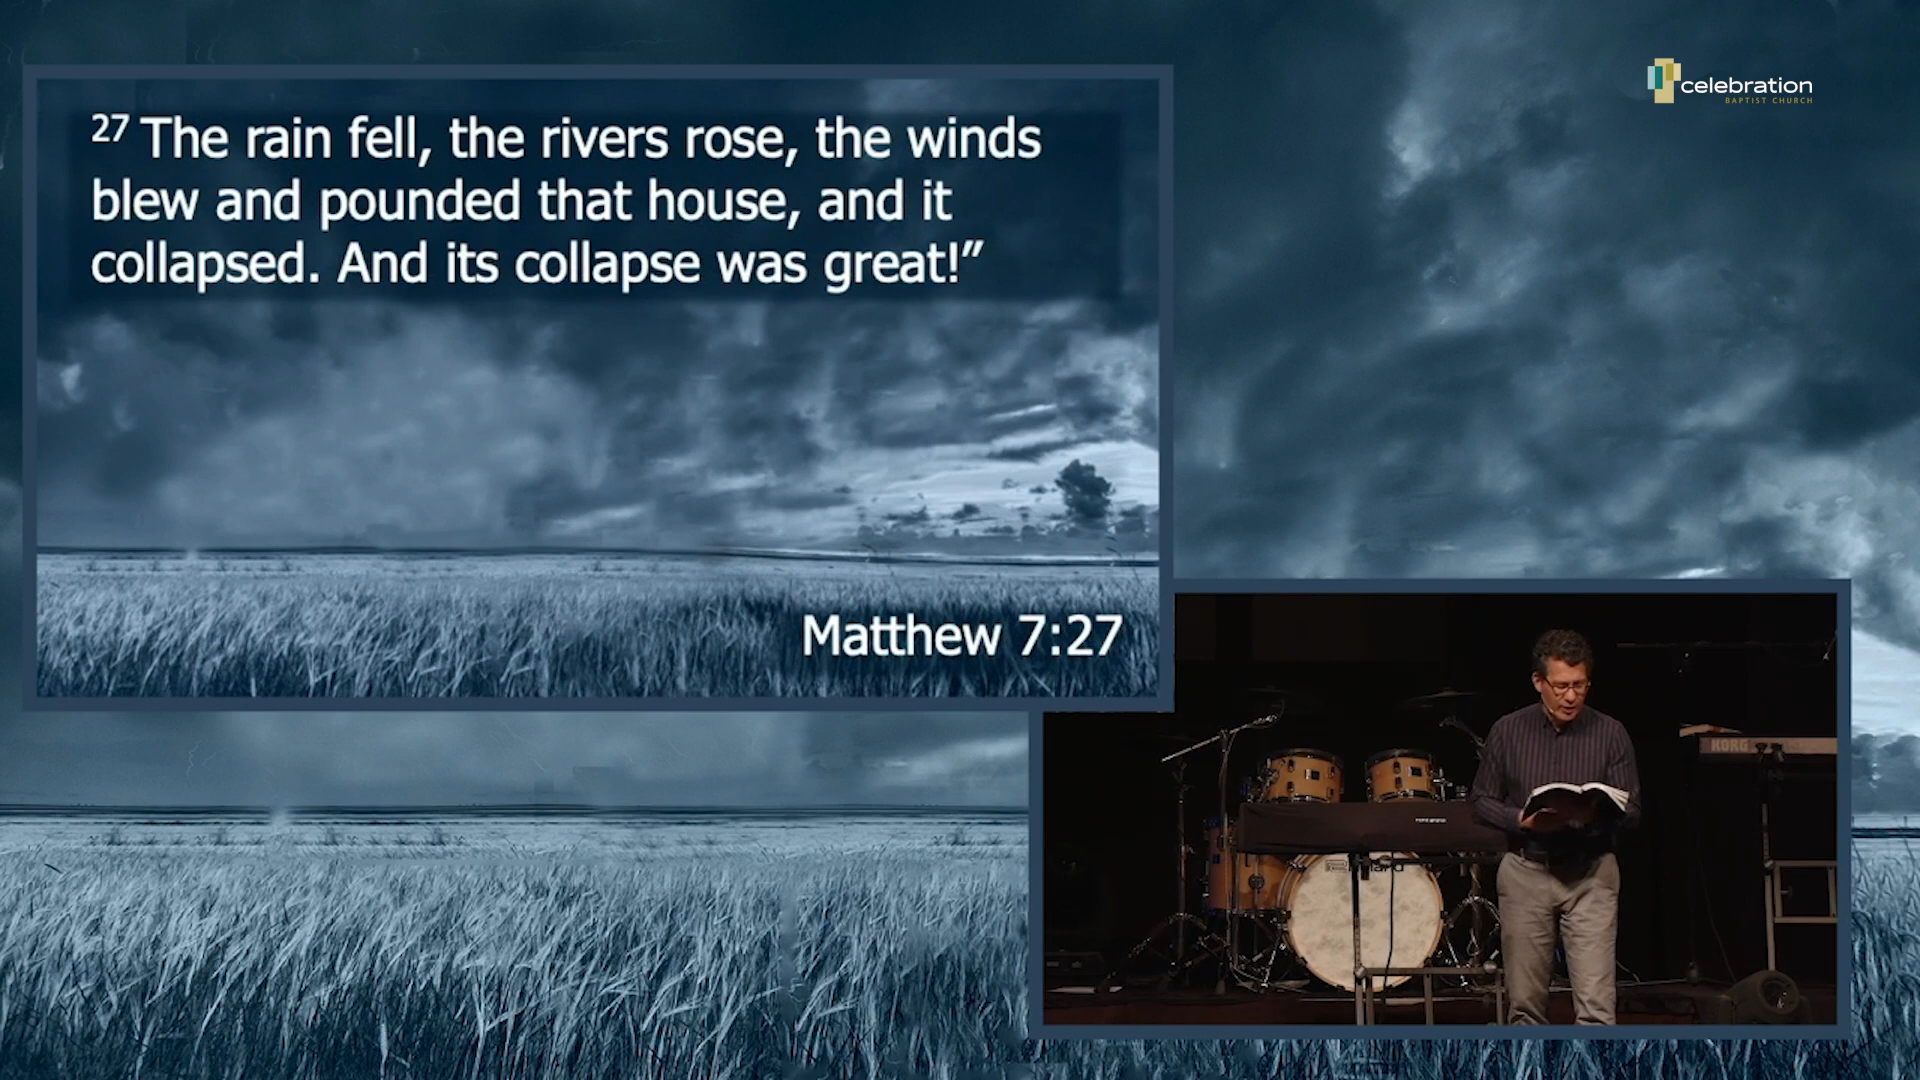 27 The rain fell, the rivers rose, the winds
blew and pounded that house, and it
collapsed. And its collapse was great!”
Matthew 7:27
celebration
BAPTIST CHURCH
KORG